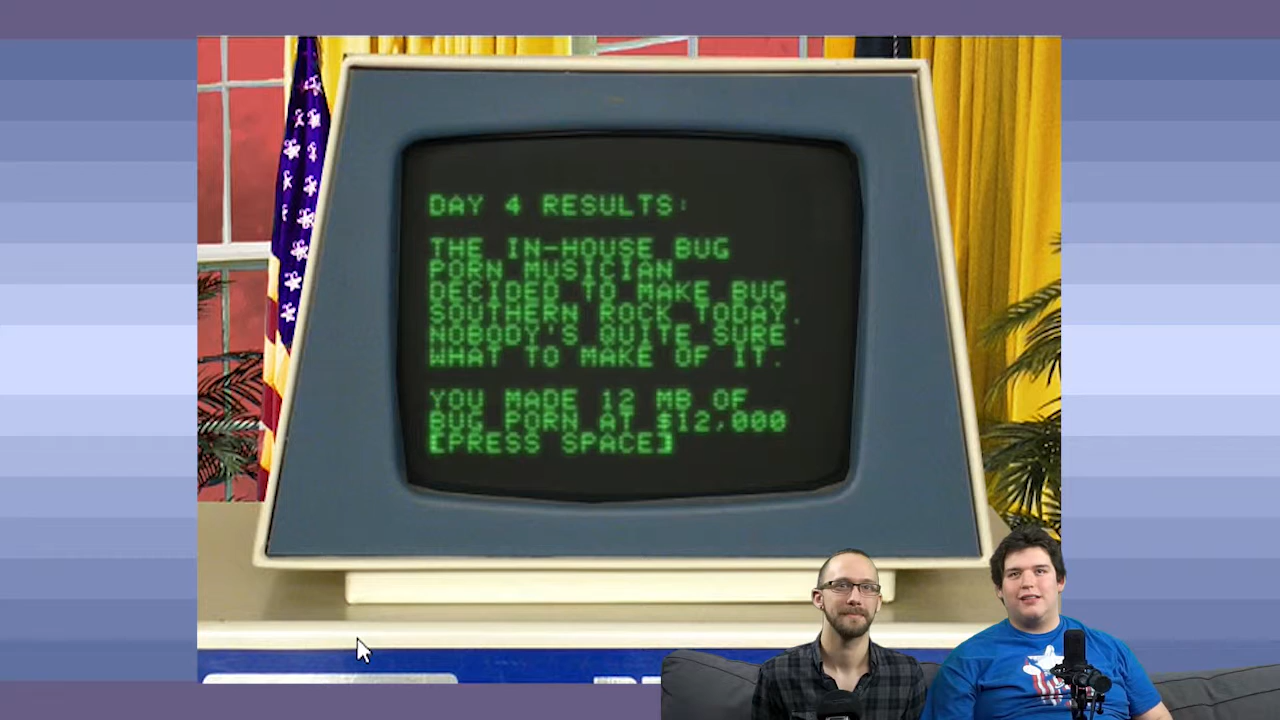 DAY 4 RESULTS:
THE IN-HOUSE BUG
PORN MUSICIAN
DECIDED TO MAKE BUG
SOUTHERN ROCK TODAY.
NOBODY'S QUITE SURE
WHAT TO MAKE OF IT.
YOU MADE 12 MB OF
BUG PORN AT $12,000
[PRESS SPACE]